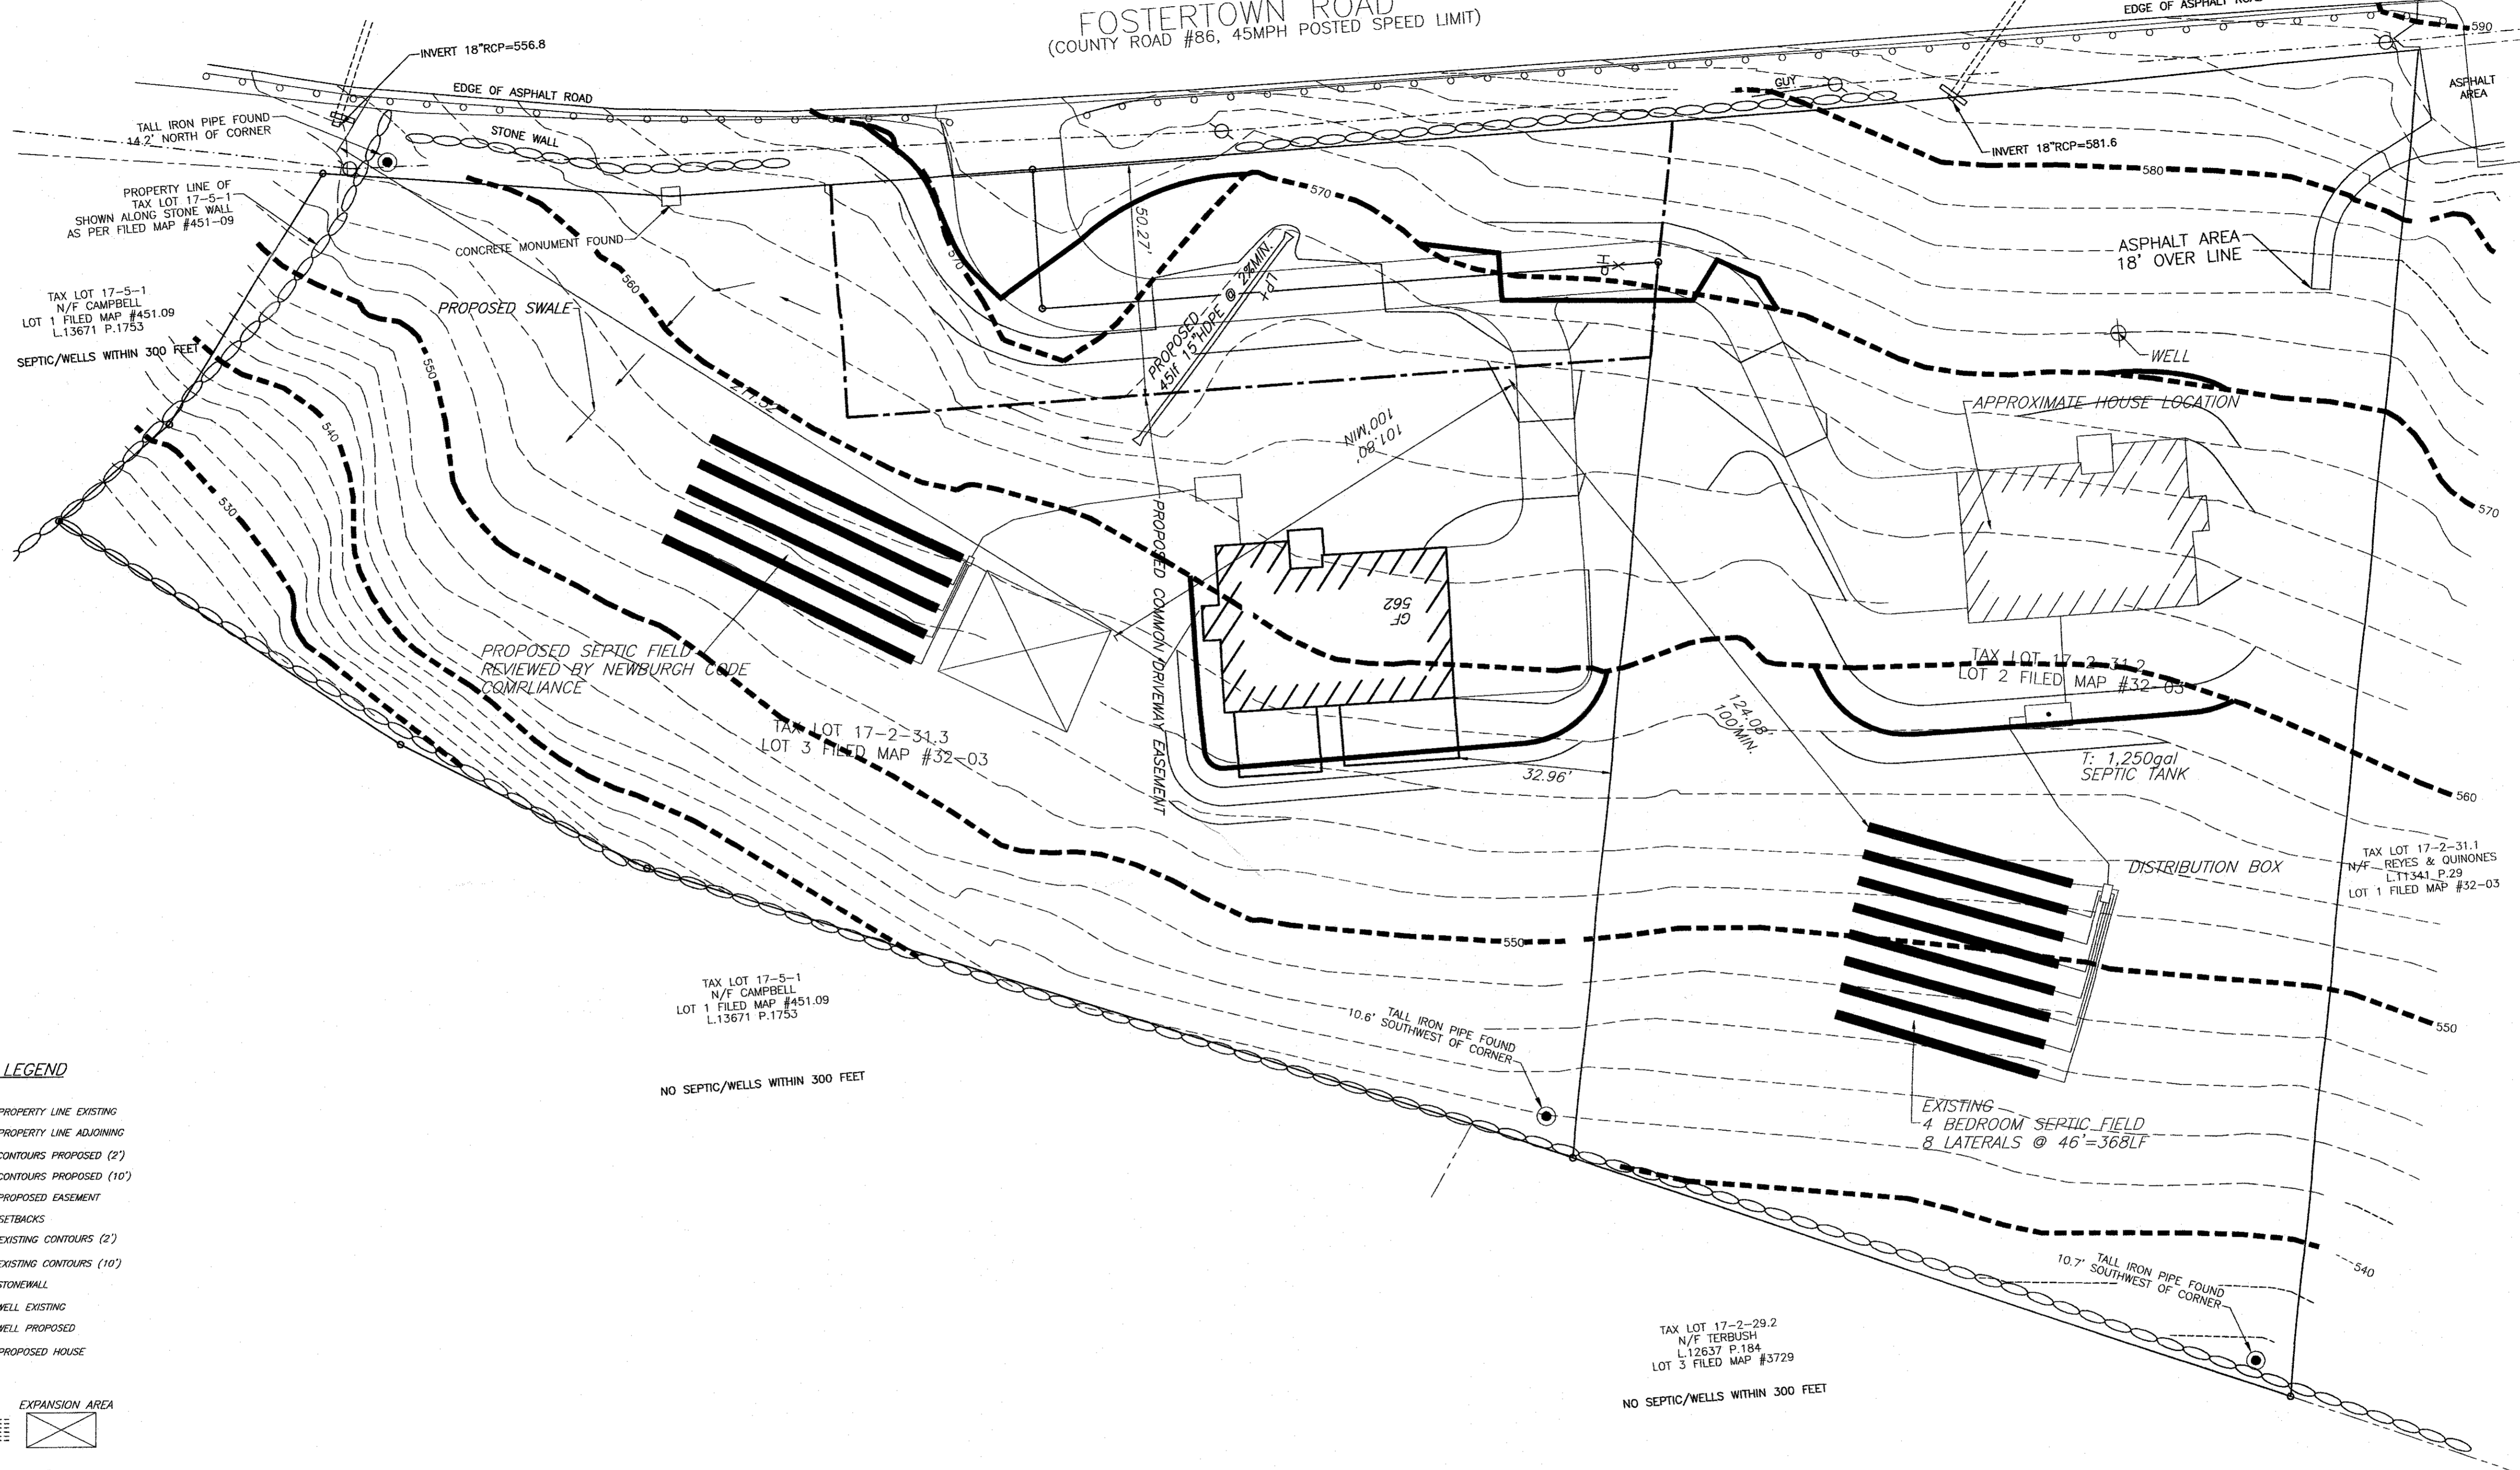 FOSTERTOWN ROAD
(COUNTY ROAD #86, 45MPH POSTED SPEED LIMIT)
INVERT 18"RCP=556.8
EDGE OF ASPHALT ROAD
EDGE OF ASPHALT
590
ASPHALT
AREA
TALL IRON PIPE FOUND
14.2' NORTH OF CORNER
STONE WALL
GUY
INVERT 18"RCP=581.6
580
PROPERTY LINE OF
TAX LOT 17-5-1
SHOWN ALONG STONE WALL
AS PER FILED MAP #451-09
CONCRETE MONUMENT FOUND
50.27'
570
570
560
ASPHALT AREA
18' OVER LINE
TAX LOT 17-5-1
N/F CAMPBELL
LOT 1 FILED MAP #451.09
L.13671 P.1753
SEPTIC/WELLS WITHIN 300 FEET
PROPOSED SWALE
PROPOSED
45lf 15"HDPE @ 2%MIN.
LP X
HP X
WELL
550
540
530
APPROXIMATE HOUSE LOCATION
101.80'
100'MIN
570
PROPOSED COMMON DRIVEWAY EASEMENT
GF
562
PROPOSED SEPTIC FIELD
REVIEWED BY NEWBURGH CODE
COMPLIANCE
TAX LOT 17-2-31.3
LOT 3 FILED MAP #32-03
TAX LOT 17-2-31.2
LOT 2 FILED MAP #32-03
124.08'
100'MIN.
32.96'
T: 1,250gal
SEPTIC TANK
560
DISTRIBUTION BOX
TAX LOT 17-2-31.1
N/F REYES & QUINONES
L.11341 P.29
LOT 1 FILED MAP #32-03
550
550
TAX LOT 17-5-1
N/F CAMPBELL
LOT 1 FILED MAP #451.09
L.13671 P.1753
NO SEPTIC/WELLS WITHIN 300 FEET
TALL IRON PIPE FOUND
10.6' SOUTHWEST OF CORNER
EXISTING
4 BEDROOM SEPTIC FIELD
8 LATERALS @ 46'=368LF
540
TALL IRON PIPE FOUND
10.7' SOUTHWEST OF CORNER
TAX LOT 17-2-29.2
N/F TERBUSH
L.12637 P.184
LOT 3 FILED MAP #3729
NO SEPTIC/WELLS WITHIN 300 FEET
LEGEND
PROPERTY LINE EXISTING
PROPERTY LINE ADJOINING
CONTOURS PROPOSED (2')
CONTOURS PROPOSED (10')
PROPOSED EASEMENT
SETBACKS
EXISTING CONTOURS (2')
EXISTING CONTOURS (10')
STONEWALL
WELL EXISTING
WELL PROPOSED
PROPOSED HOUSE
EXPANSION AREA